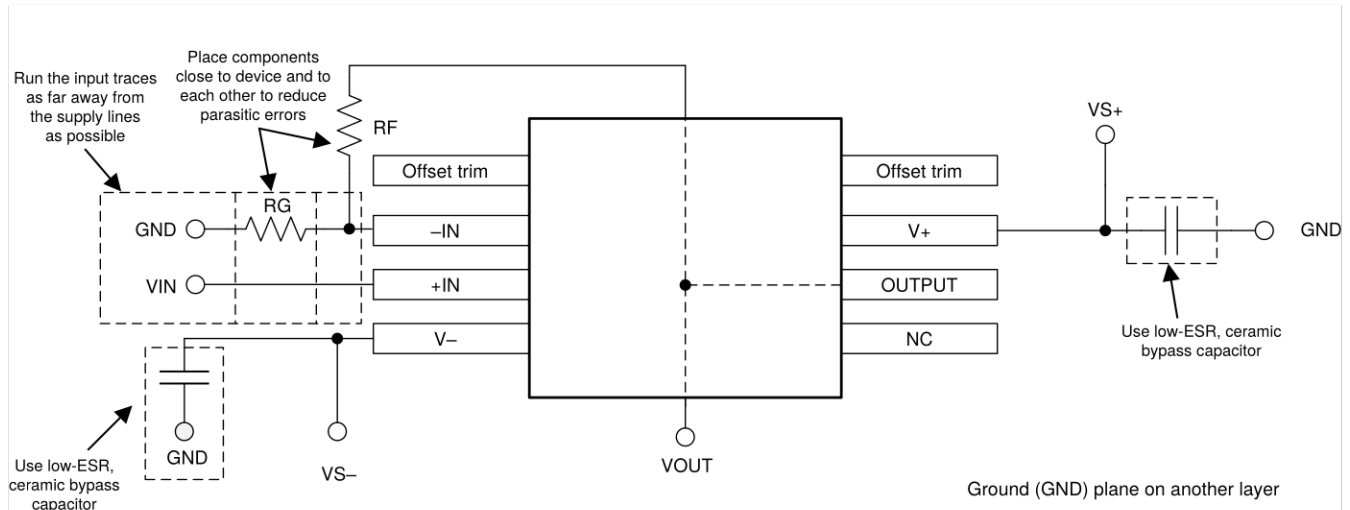 Run the input traces
as far away from
the supply lines
as possible
Place components
close to device and to
each other to reduce
parasitic errors
RF
VS+
Offset trim
Offset trim
RG
GND
–IN
V+
GND
VIN
+IN
OUTPUT
V–
NC
Use low-ESR, ceramic
bypass capacitor
GND
VS–
VOUT
Use low-ESR,
ceramic bypass
capacitor
Ground (GND) plane on another layer